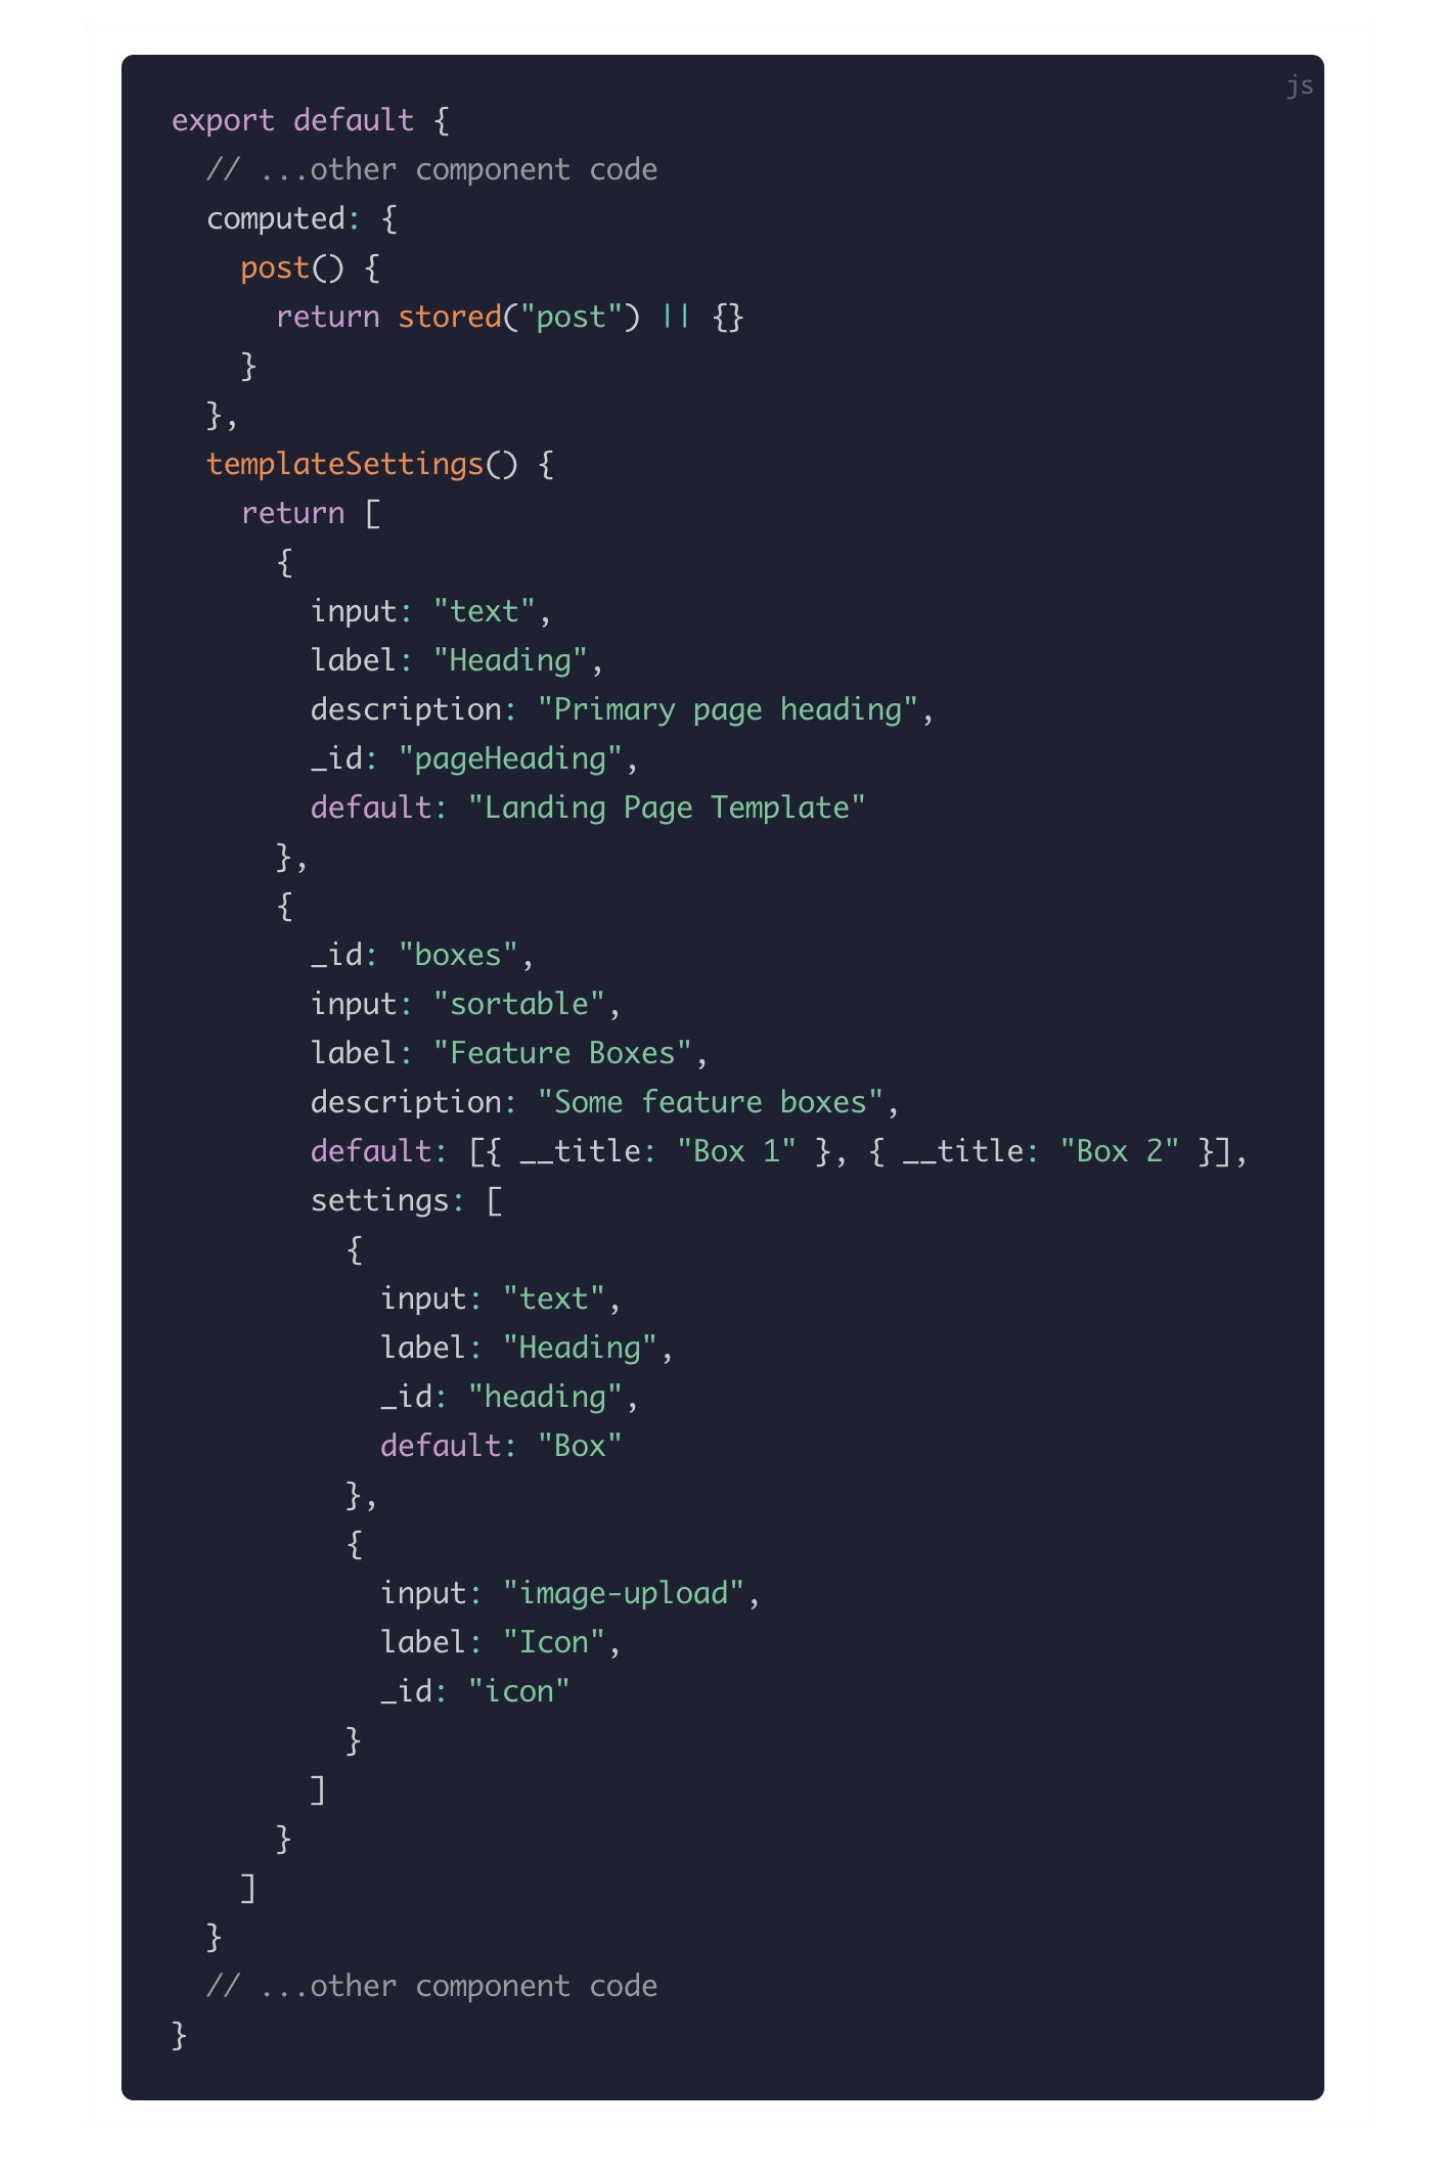 js
export default {
  // ...other component code
  computed: {
    post() {
      return stored("post") || {}
    }
  },
  templateSettings() {
    return [
      {
        input: "text",
        label: "Heading",
        description: "Primary page heading",
        _id: "pageHeading",
        default: "Landing Page Template"
      },
      {
        _id: "boxes",
        input: "sortable",
        label: "Feature Boxes",
        description: "Some feature boxes",
        default: [{ __title: "Box 1" }, { __title: "Box 2" }],
        settings: [
          {
            input: "text",
            label: "Heading",
            _id: "heading",
            default: "Box"
          },
          {
            input: "image-upload",
            label: "Icon",
            _id: "icon"
          }
        ]
      }
    ]
  }
  // ...other component code
}